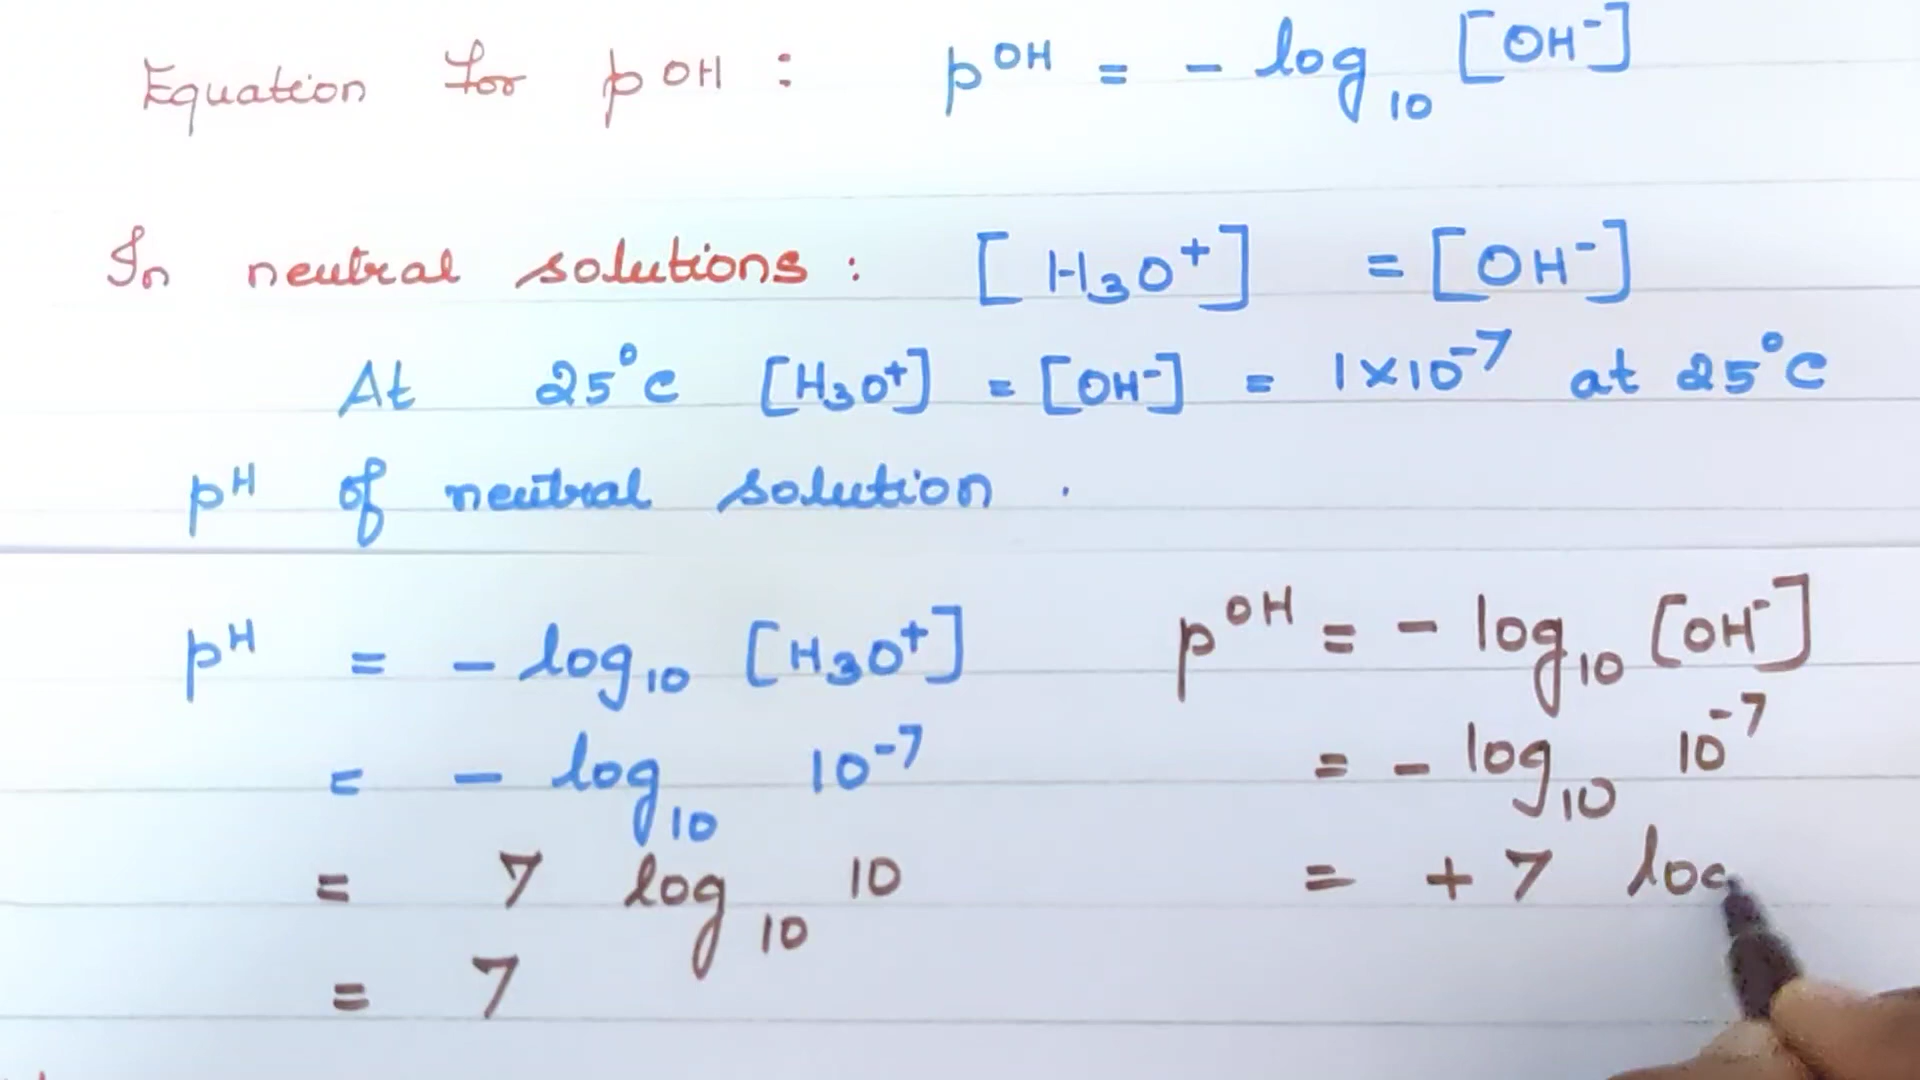 Equation for pOH : pOH = - log₁₀ [OH⁻]
In neutral solutions : [H₃O⁺] = [OH⁻]
At 25°C [H₃O⁺] = [OH⁻] = 1×10⁻⁷ at 25°C
pH of neutral solution .
pH = - log₁₀ [H₃O⁺]
= - log₁₀ 10⁻⁷
= 7 log₁₀ 10
= 7
pOH = - log₁₀ [OH⁻]
= - log₁₀ 10⁻⁷
= + 7 log